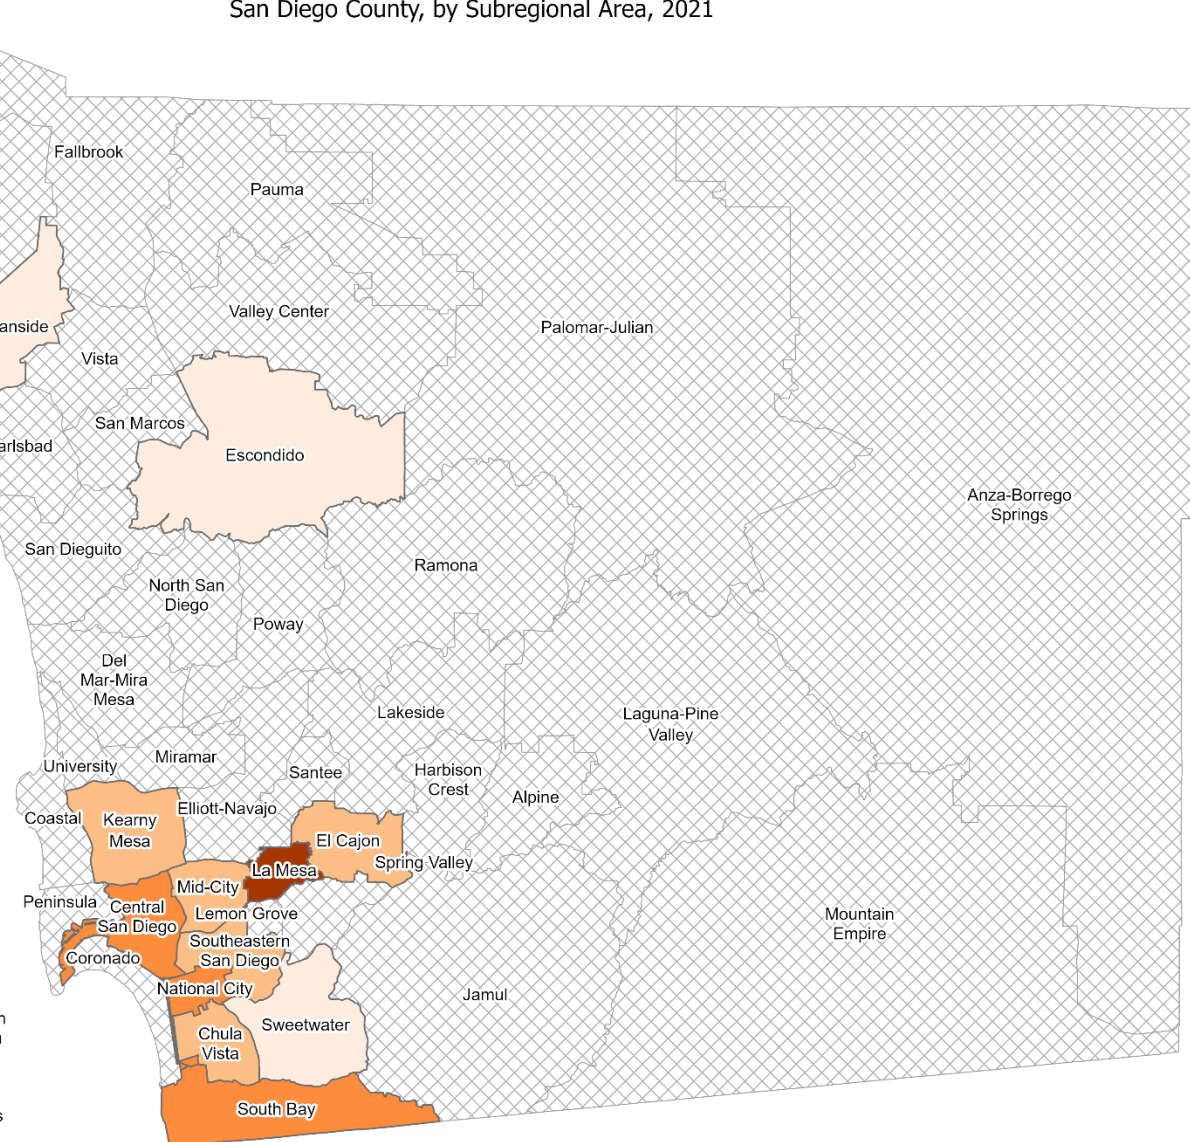 San Diego County, by Subregional Area, 2021
Fallbrook
Pauma
Valley Center
anside
Palomar-Julian
Vista
San Marcos
arlsbad
Escondido
Anza-Borrego
Springs
San Dieguito
Ramona
North San
Diego
Poway
Del
Mar-Mira
Mesa
Lakeside
Laguna-Pine
Valley
Miramar
University
Santee
Harbison
Crest
Alpine
Elliott-Navajo
Coastal
Kearny
Mesa
El Cajon
Spring Valley
La Mesa
Mid-City
Peninsula
Central
San Diego
Lemon Grove
Mountain
Empire
Southeastern
San Diego
Coronado
National City
Jamul
Sweetwater
Chula
Vista
South Bay